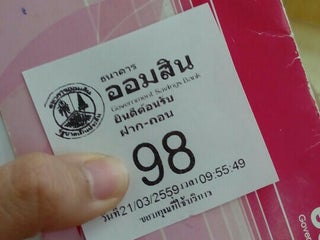 ธนาคาร
ออมสิน
Government Savings Bank
ยินดีต้อนรับ
ฝาก-ถอน
98
วันที่ 21/03/2559 เวลา 09:55:49
ขอบคุณที่ใช้บริการ